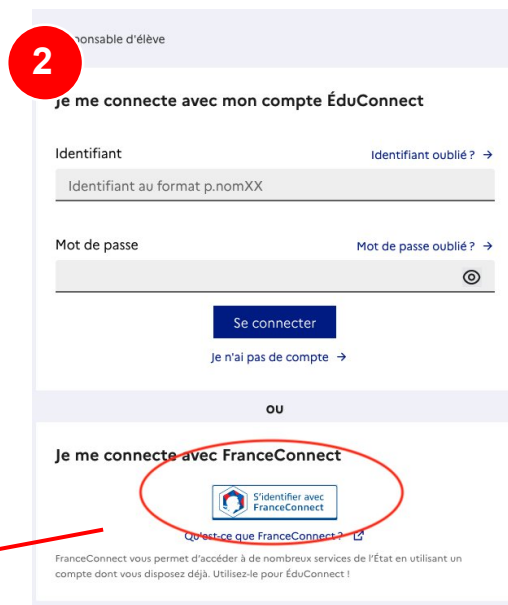 2
d'élève
Je me connecte avec mon compte ÉduConnect
Identifiant
Identifiant oublié ? →
Identifiant au format p.nomXX
Mot de passe
Mot de passe oublié ? →
Se connecter
Je n'ai pas de compte →
ou
Je me connecte avec FranceConnect
S'identifier avec
FranceConnect
Qu'est-ce que FranceConnect ?
FranceConnect vous permet d'accéder à de nombreux services de l'État en utilisant un
compte dont vous disposez déjà. Utilisez-le pour ÉduConnect !